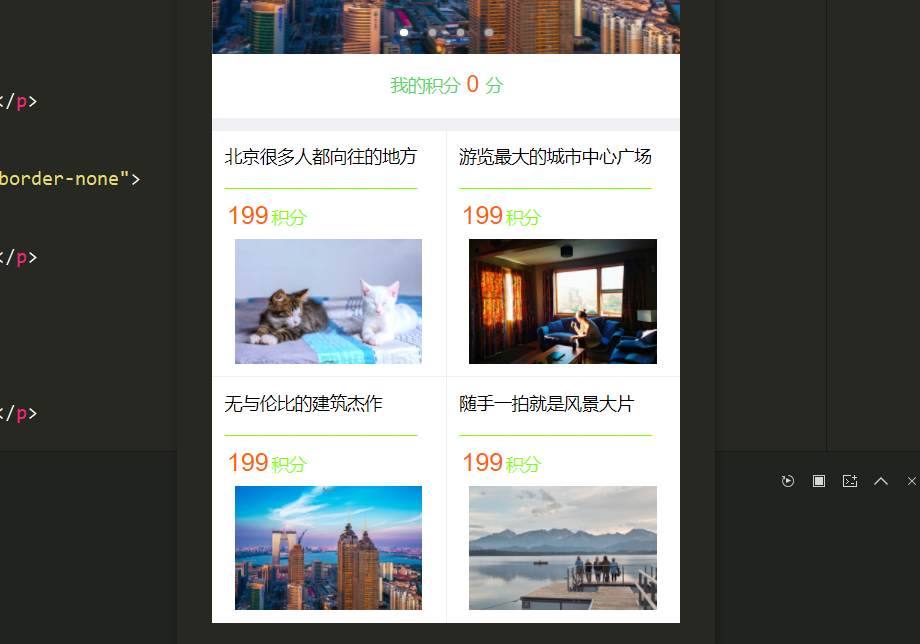 </p>
border-none">
</p>
</p>
我的积分 0 分
北京很多人都向往的地方
199积分
游览最大的城市中心广场
199积分
无与伦比的建筑杰作
199积分
随手一拍就是风景大片
199积分